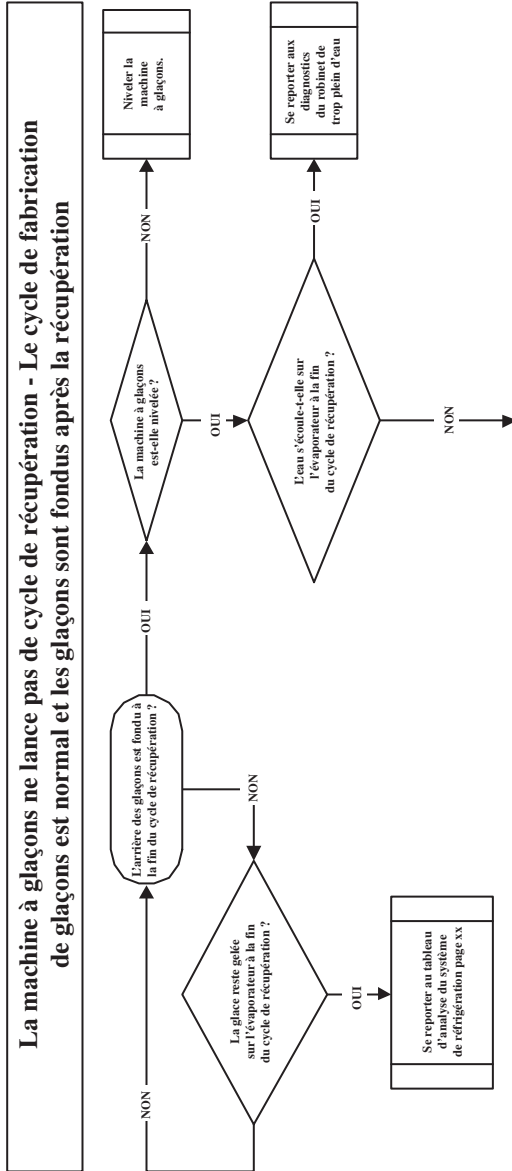 La machine à glaçons ne lance pas de cycle de récupération - Le cycle de fabrication
de glaçons est normal et les glaçons sont fondus après la récupération
L'arrière des glaçons est fondu à
la fin du cycle de récupération ?
OUI
La machine à glaçons
est-elle nivelée ?
NON
Niveler la
machine
à glaçons.
NON
NON
OUI
La glace reste gelée
sur l'évaporateur à la fin
du cycle de récupération ?
OUI
Se reporter au tableau
d'analyse du système
de réfrigération page xx
L'eau s'écoule-t-elle sur
l'évaporateur à la fin
du cycle de récupération ?
OUI
Se reporter aux
diagnostics
du robinet de
trop plein d'eau
NON